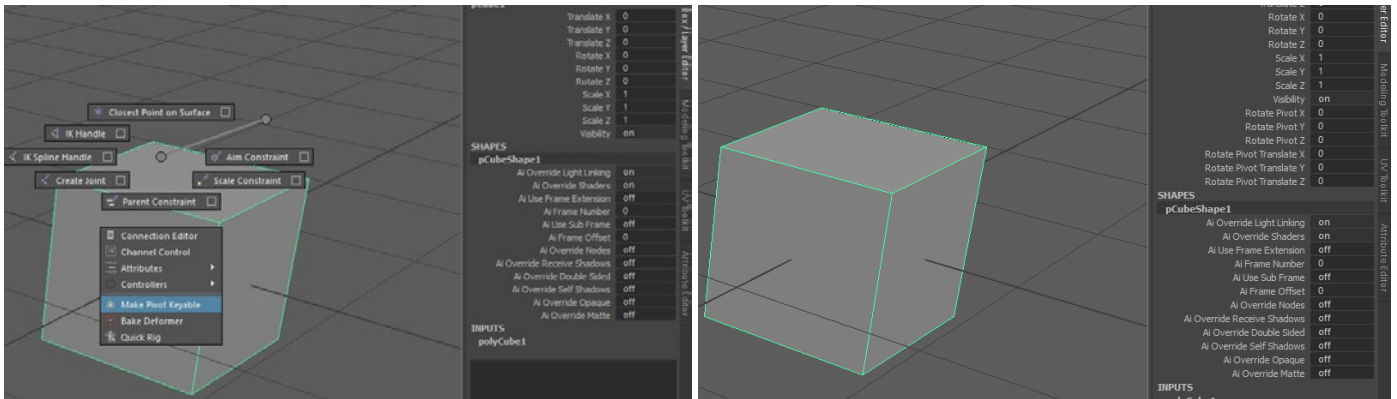 Closest Point on Surface
IK Handle
IK Spline Handle
Aim Constraint
Create Joint
Scale Constraint
Parent Constraint
Connection Editor
Channel Control
Attributes
Controllers
Make Pivot Keyable
Bake Deformer
Quick Rig
pCube1
Translate X 0
Translate Y 0
Translate Z 0
Rotate X 0
Rotate Y 0
Rotate Z 0
Scale X 1
Scale Y 1
Scale Z 1
Visibility on
SHAPES
pCubeShape1
Ai Override Light Linking on
Ai Override Shaders on
Ai Use Frame Extension off
Ai Frame Number 0
Ai Use Sub Frame off
Ai Frame Offset 0
Ai Override Nodes off
Ai Override Receive Shadows off
Ai Override Double Sided off
Ai Override Self Shadows off
Ai Override Opaque off
Ai Override Matte off
INPUTS
polyCube1
Box / Layer Editor
Modeling Toolkit
UV Toolkit
Attribute Editor
Translate Z 0
Rotate X 0
Rotate Y 0
Rotate Z 0
Scale X 1
Scale Y 1
Scale Z 1
Visibility on
Rotate Pivot X 0
Rotate Pivot Y 0
Rotate Pivot Z 0
Rotate Pivot Translate X 0
Rotate Pivot Translate Y 0
Rotate Pivot Translate Z 0
SHAPES
pCubeShape1
Ai Override Light Linking on
Ai Override Shaders on
Ai Use Frame Extension off
Ai Frame Number 0
Ai Use Sub Frame off
Ai Frame Offset 0
Ai Override Nodes off
Ai Override Receive Shadows off
Ai Override Double Sided off
Ai Override Self Shadows off
Ai Override Opaque off
Ai Override Matte off
INPUTS
er Editor
Modeling Toolkit
UV Toolkit
Attribute Editor